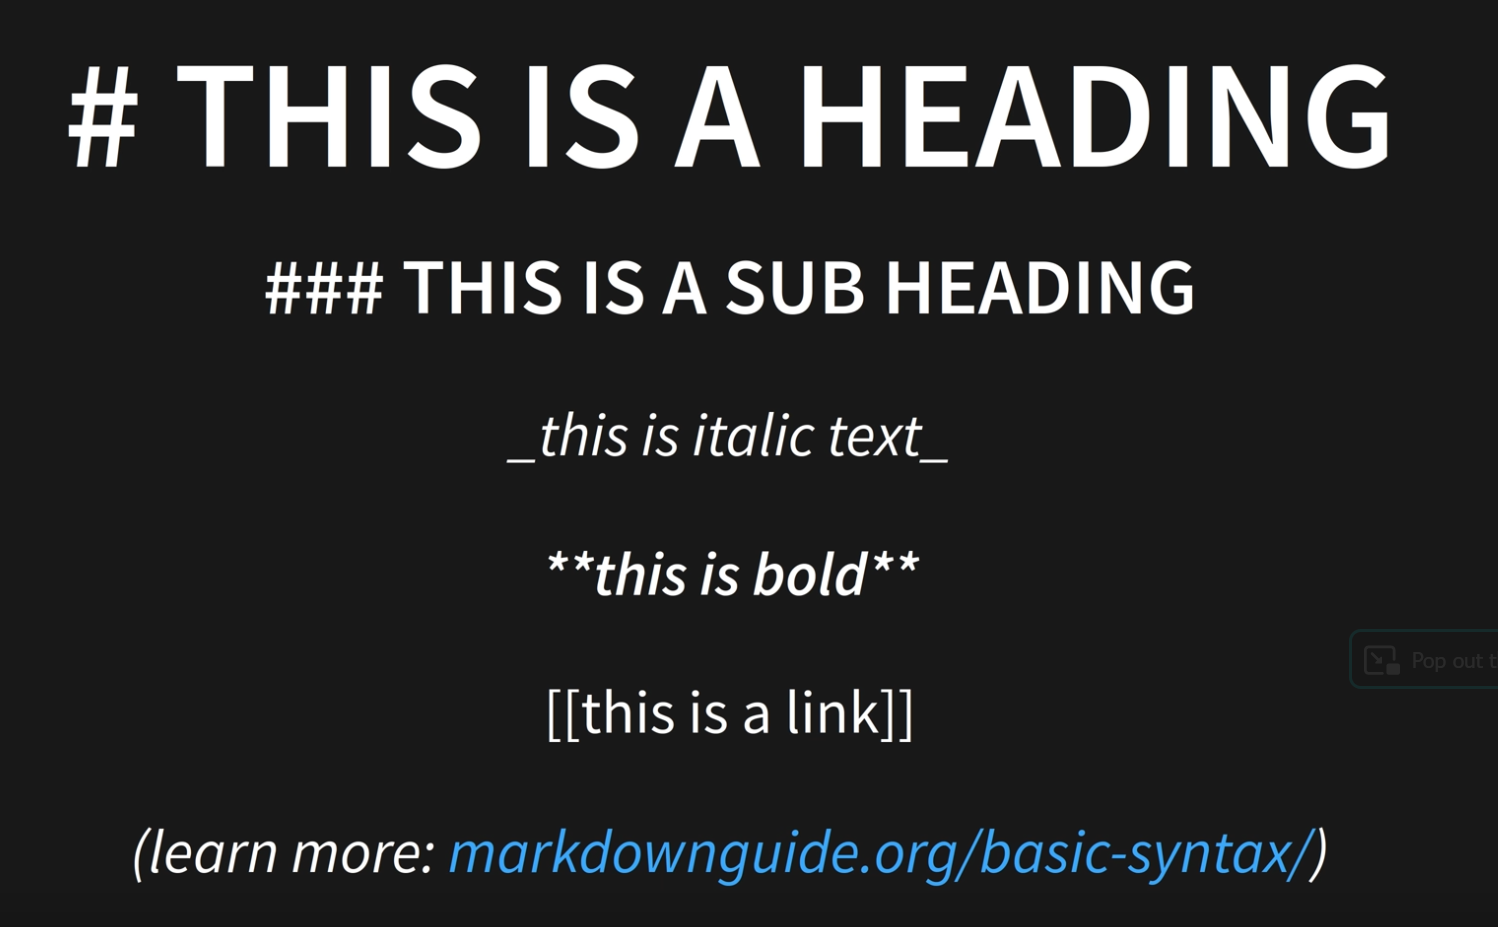 # THIS IS A HEADING
### THIS IS A SUB HEADING
_this is italic text_
**this is bold**
[[this is a link]]
Pop out t
(learn more: markdownguide.org/basic-syntax/)